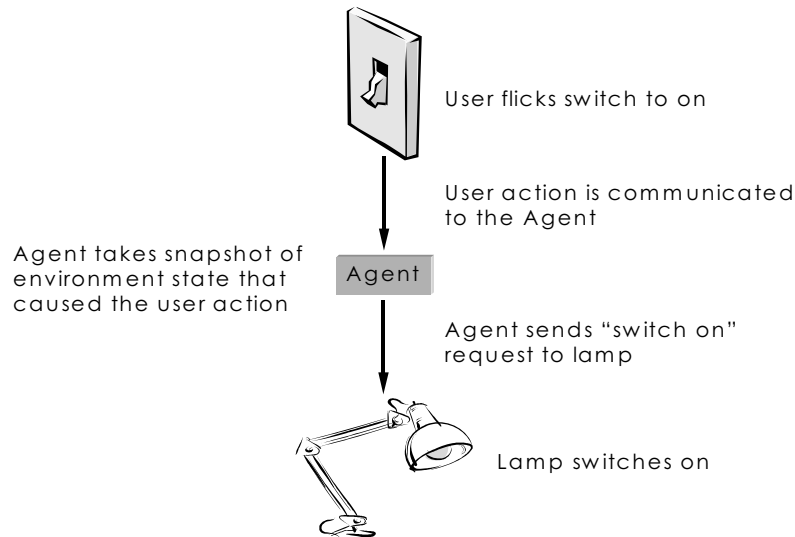 User flicks switch to on
User action is communicated
to the Agent
Agent takes snapshot of
environment state that
caused the user action
Agent
Agent sends “switch on”
request to lamp
Lamp switches on